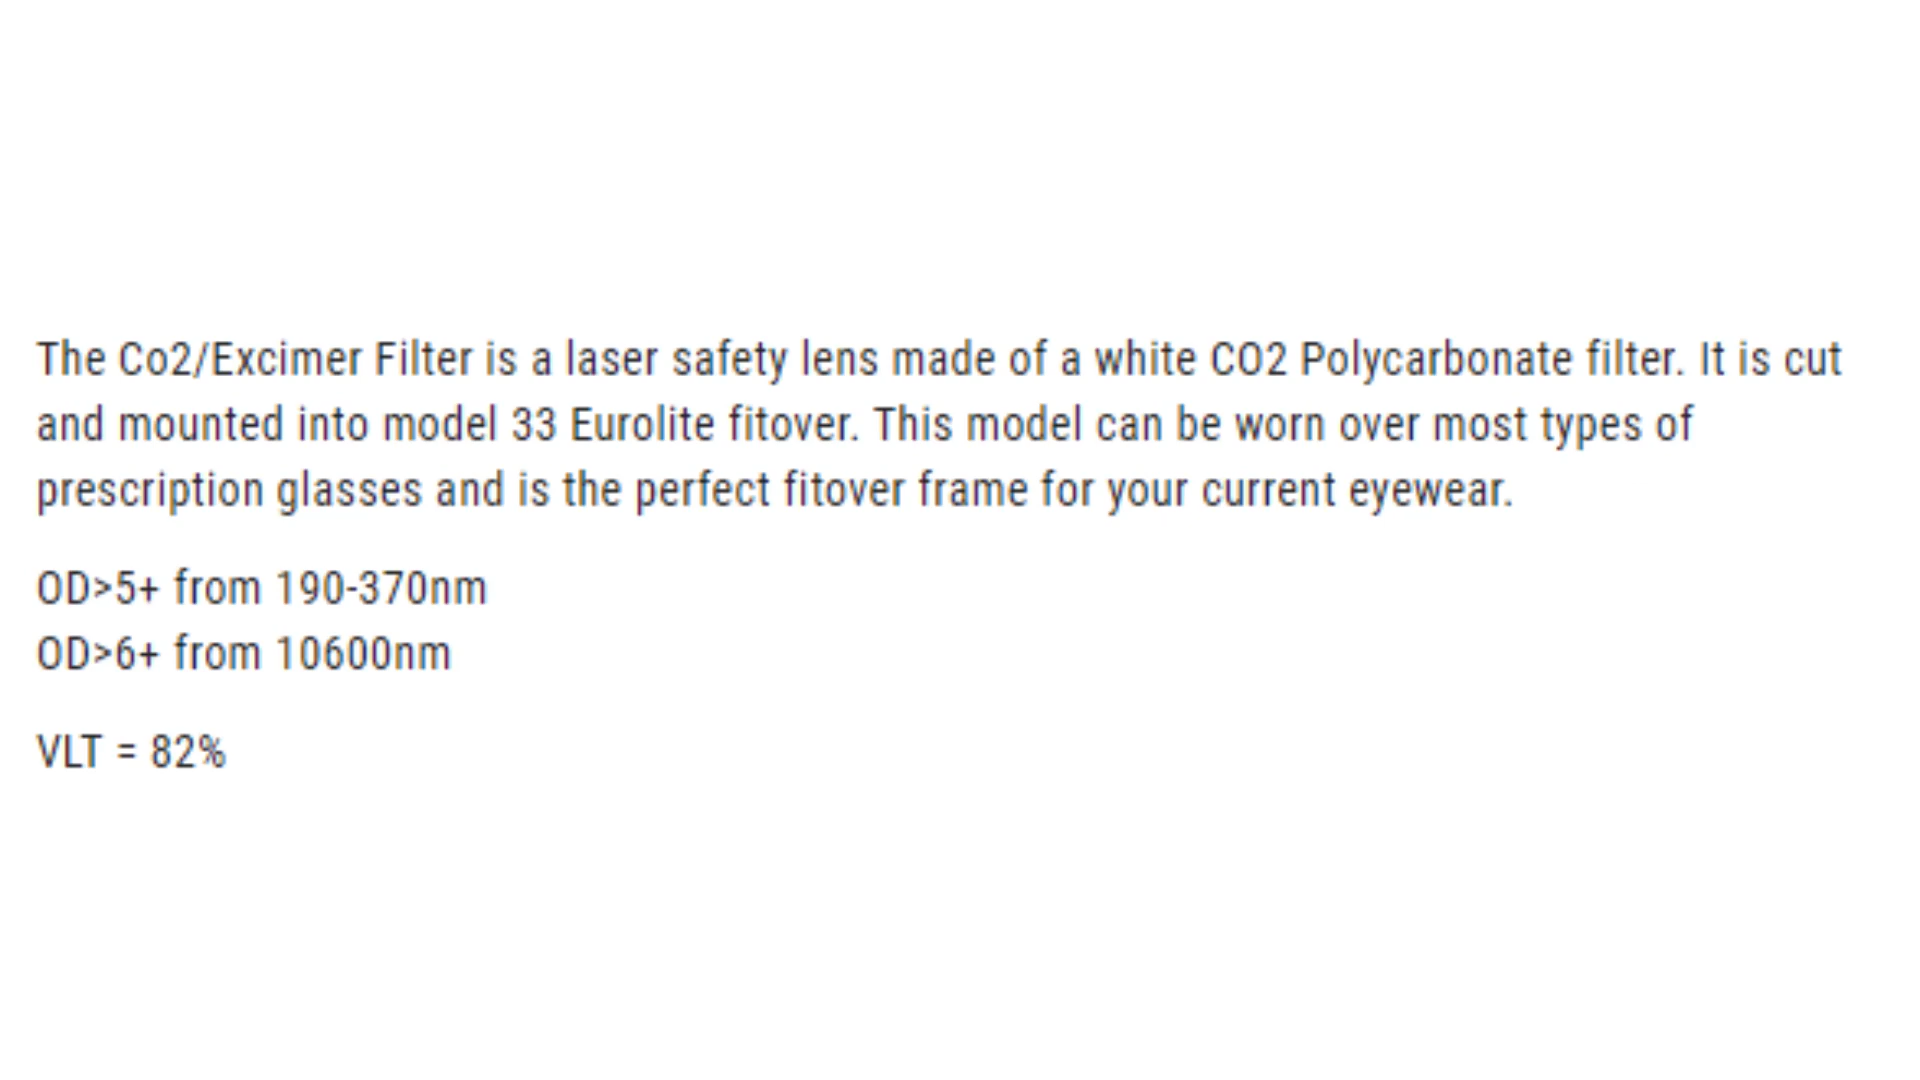 The Co2/Excimer Filter is a laser safety lens made of a white CO2 Polycarbonate filter. It is cut
and mounted into model 33 Eurolite fitover. This model can be worn over most types of
prescription glasses and is the perfect fitover frame for your current eyewear.
OD>5+ from 190-370nm
OD>6+ from 10600nm
VLT = 82%